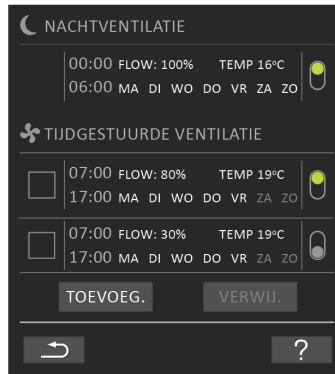 NACHTVENTILATIE
00:00 FLOW: 100% TEMP 16ºC
06:00 MA DI WO DO VR ZA ZO
TIJDGESTUURDE VENTILATIE
07:00 FLOW: 80% TEMP 19ºC
17:00 MA DI WO DO VR ZA ZO
07:00 FLOW: 30% TEMP 19ºC
17:00 MA DI WO DO VR ZA ZO
TOEVOEG. VERWIJ.
?